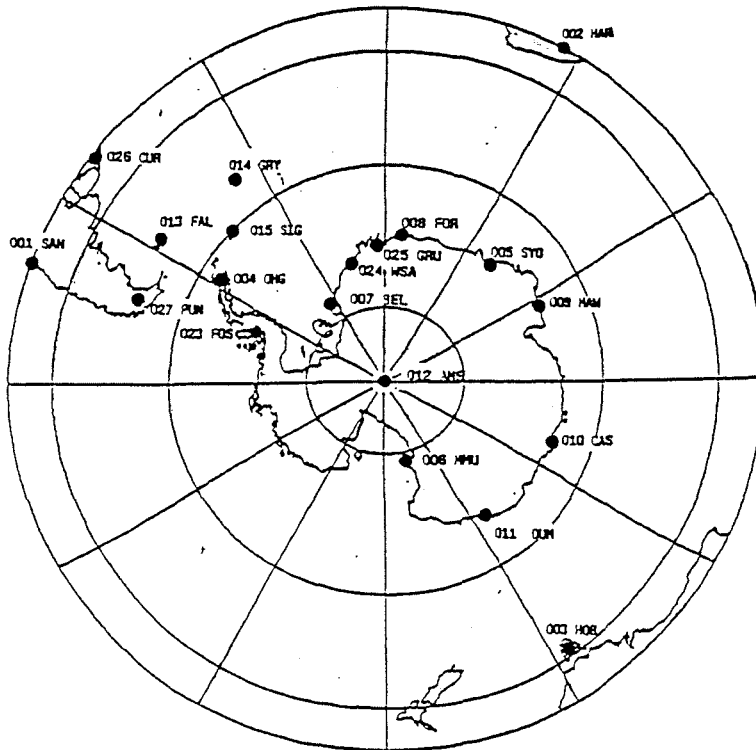 002 HAR
026 CUR
014 GRY
013 FAL
008 FOR
001 SAN
015 SIG
025 GRU
005 SYO
004 OHG
024 WSA
027 PUN
007 BEL
009 MAW
023 FOS
012 AMS
010 CAS
006 MMU
011 DUM
003 HOB